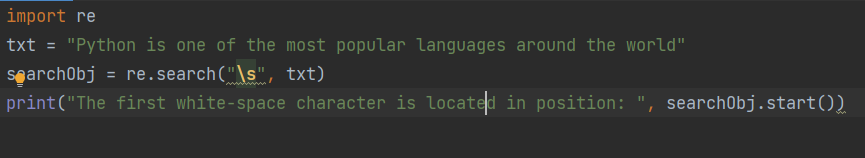 import re
txt = "Python is one of the most popular languages around the world"
searchObj = re.search("\s", txt)
print("The first white-space character is located in position: ", searchObj.start())